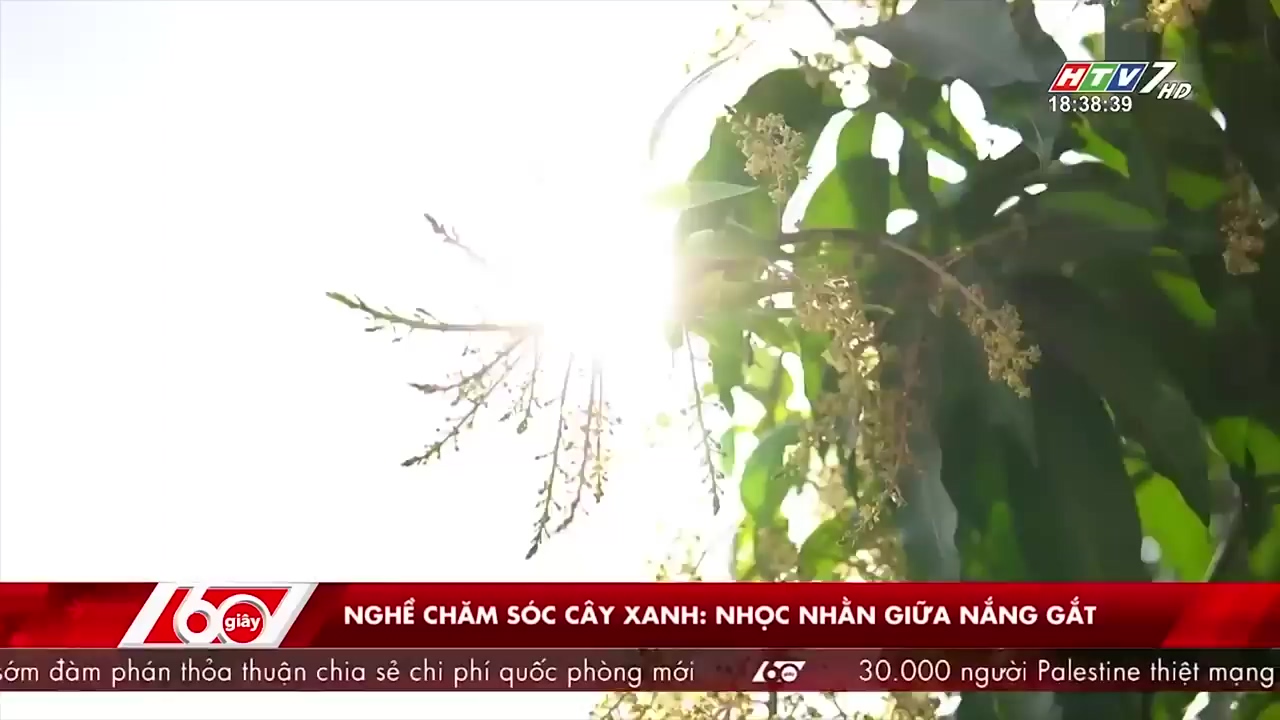 HTV7 HD
18:38:39
60 giây
NGHỀ CHĂM SÓC CÂY XANH: NHỌC NHẰN GIỮA NẮNG GẮT
sớm đàm phán thỏa thuận chia sẻ chi phí quốc phòng mới 60 30.000 người Palestine thiệt mạng